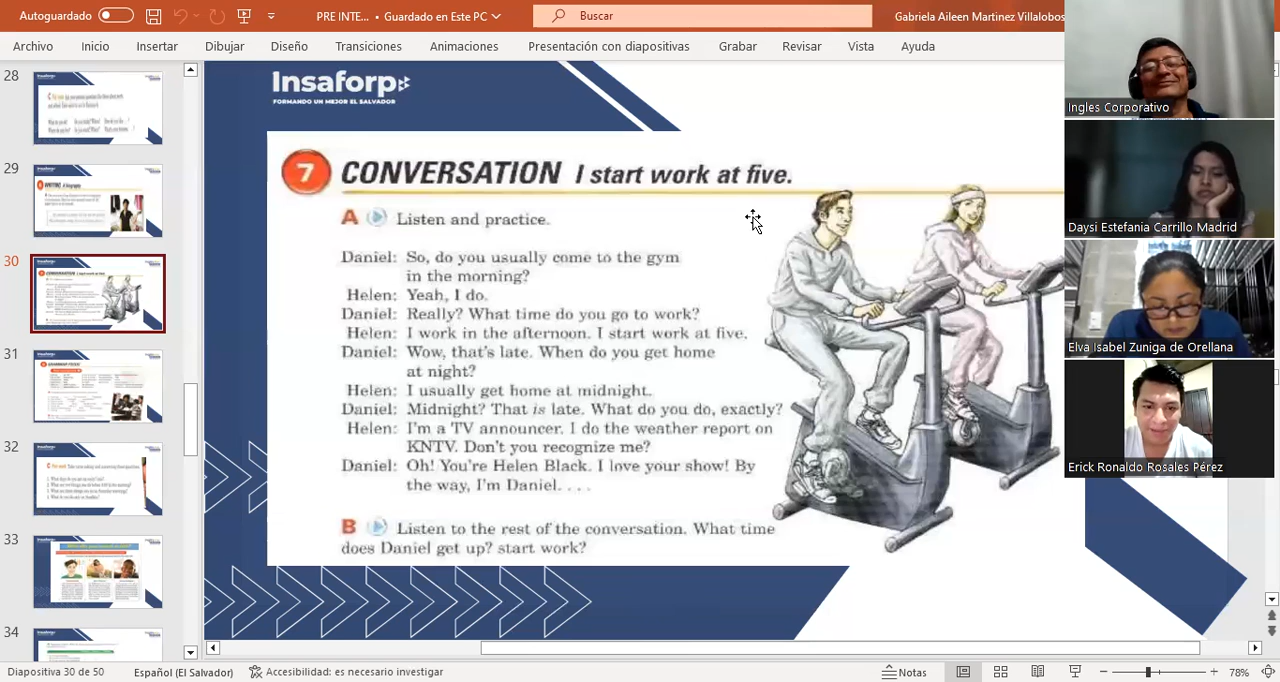 Autoguardado
PRE INTE... • Guardado en Este PC
Buscar
Gabriela Aileen Martinez Villalobos
Archivo Inicio Insertar Dibujar Diseño Transiciones Animaciones Presentación con diapositivas Grabar Revisar Vista Ayuda
28
29
30
31
32
33
34
Insaforp
FORMANDO UN MEJOR EL SALVADOR
7 CONVERSATION I start work at five.
A Listen and practice.
Daniel: So, do you usually come to the gym
in the morning?
Helen: Yeah, I do.
Daniel: Really? What time do you go to work?
Helen: I work in the afternoon. I start work at five.
Daniel: Wow, that's late. When do you get home
at night?
Helen: I usually get home at midnight.
Daniel: Midnight? That is late. What do you do, exactly?
Helen: I'm a TV announcer. I do the weather report on
KNTV. Don't you recognize me?
Daniel: Oh! You're Helen Black. I love your show! By
the way, I'm Daniel. . . .
B Listen to the rest of the conversation. What time
does Daniel get up? start work?
Ingles Corporativo
Daysi Estefania Carrillo Madrid
Elva Isabel Zuniga de Orellana
Erick Ronaldo Rosales Pérez
Diapositiva 30 de 50 Español (El Salvador) Accesibilidad: es necesario investigar Notas 78%